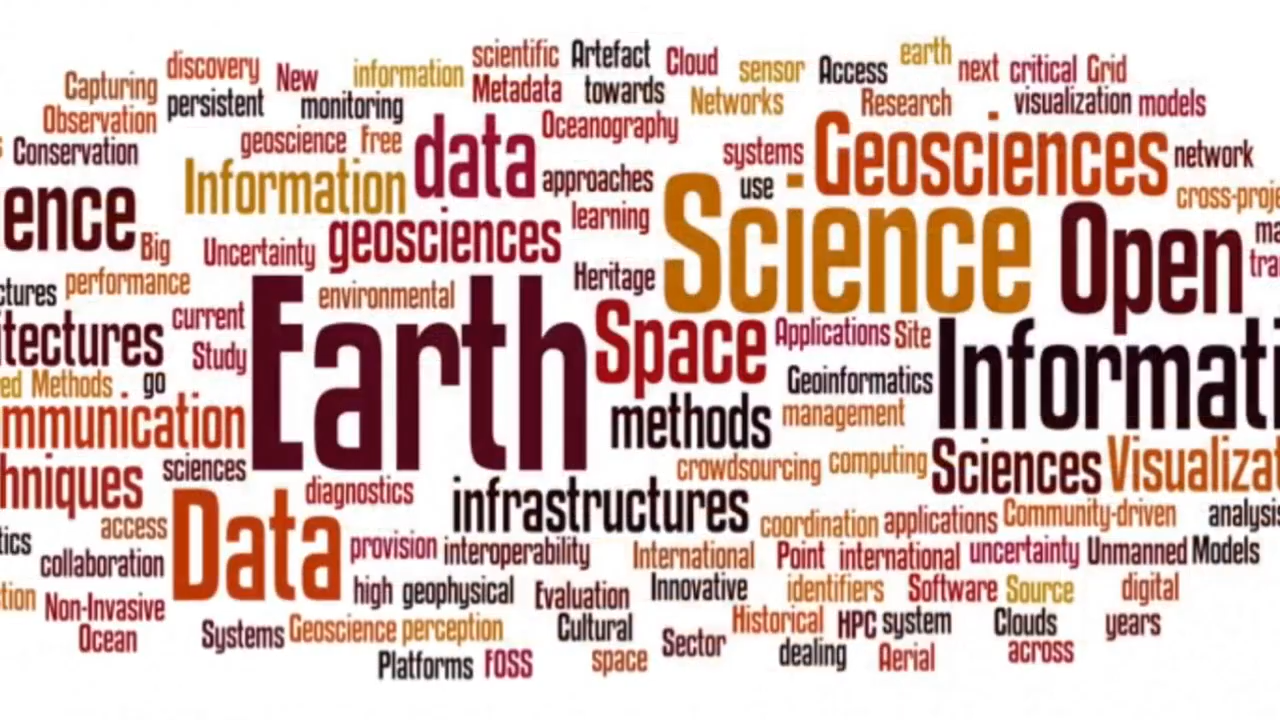 scientific Artefact Cloud sensor Access earth next critical Grid
Capturing discovery New information Metadata towards Networks Research visualization models
Observation persistent monitoring Oceanography
Conservation geoscience free data systems Geosciences network
Information approaches use - cross-proje
ence Big Uncertainty geosciences learning Science Open ma
ctures performance environmental Heritage tra
itectures current Earth Space Applications Site Informati
Study
ed Methods go methods Geoinformatics management
mmunication
hniques sciences crowdsourcing computing Sciences Visualizat
access Data diagnostics infrastructures coordination applications Community-driven analysis
tics collaboration provision interoperability International Point international uncertainty Unmanned Models
tion Non-Invasive high geophysical Evaluation Innovative identifiers Software Source digital
Ocean Systems Geoscience perception Cultural Sector Historical HPC system Clouds years
Platforms FOSS space dealing Aerial across